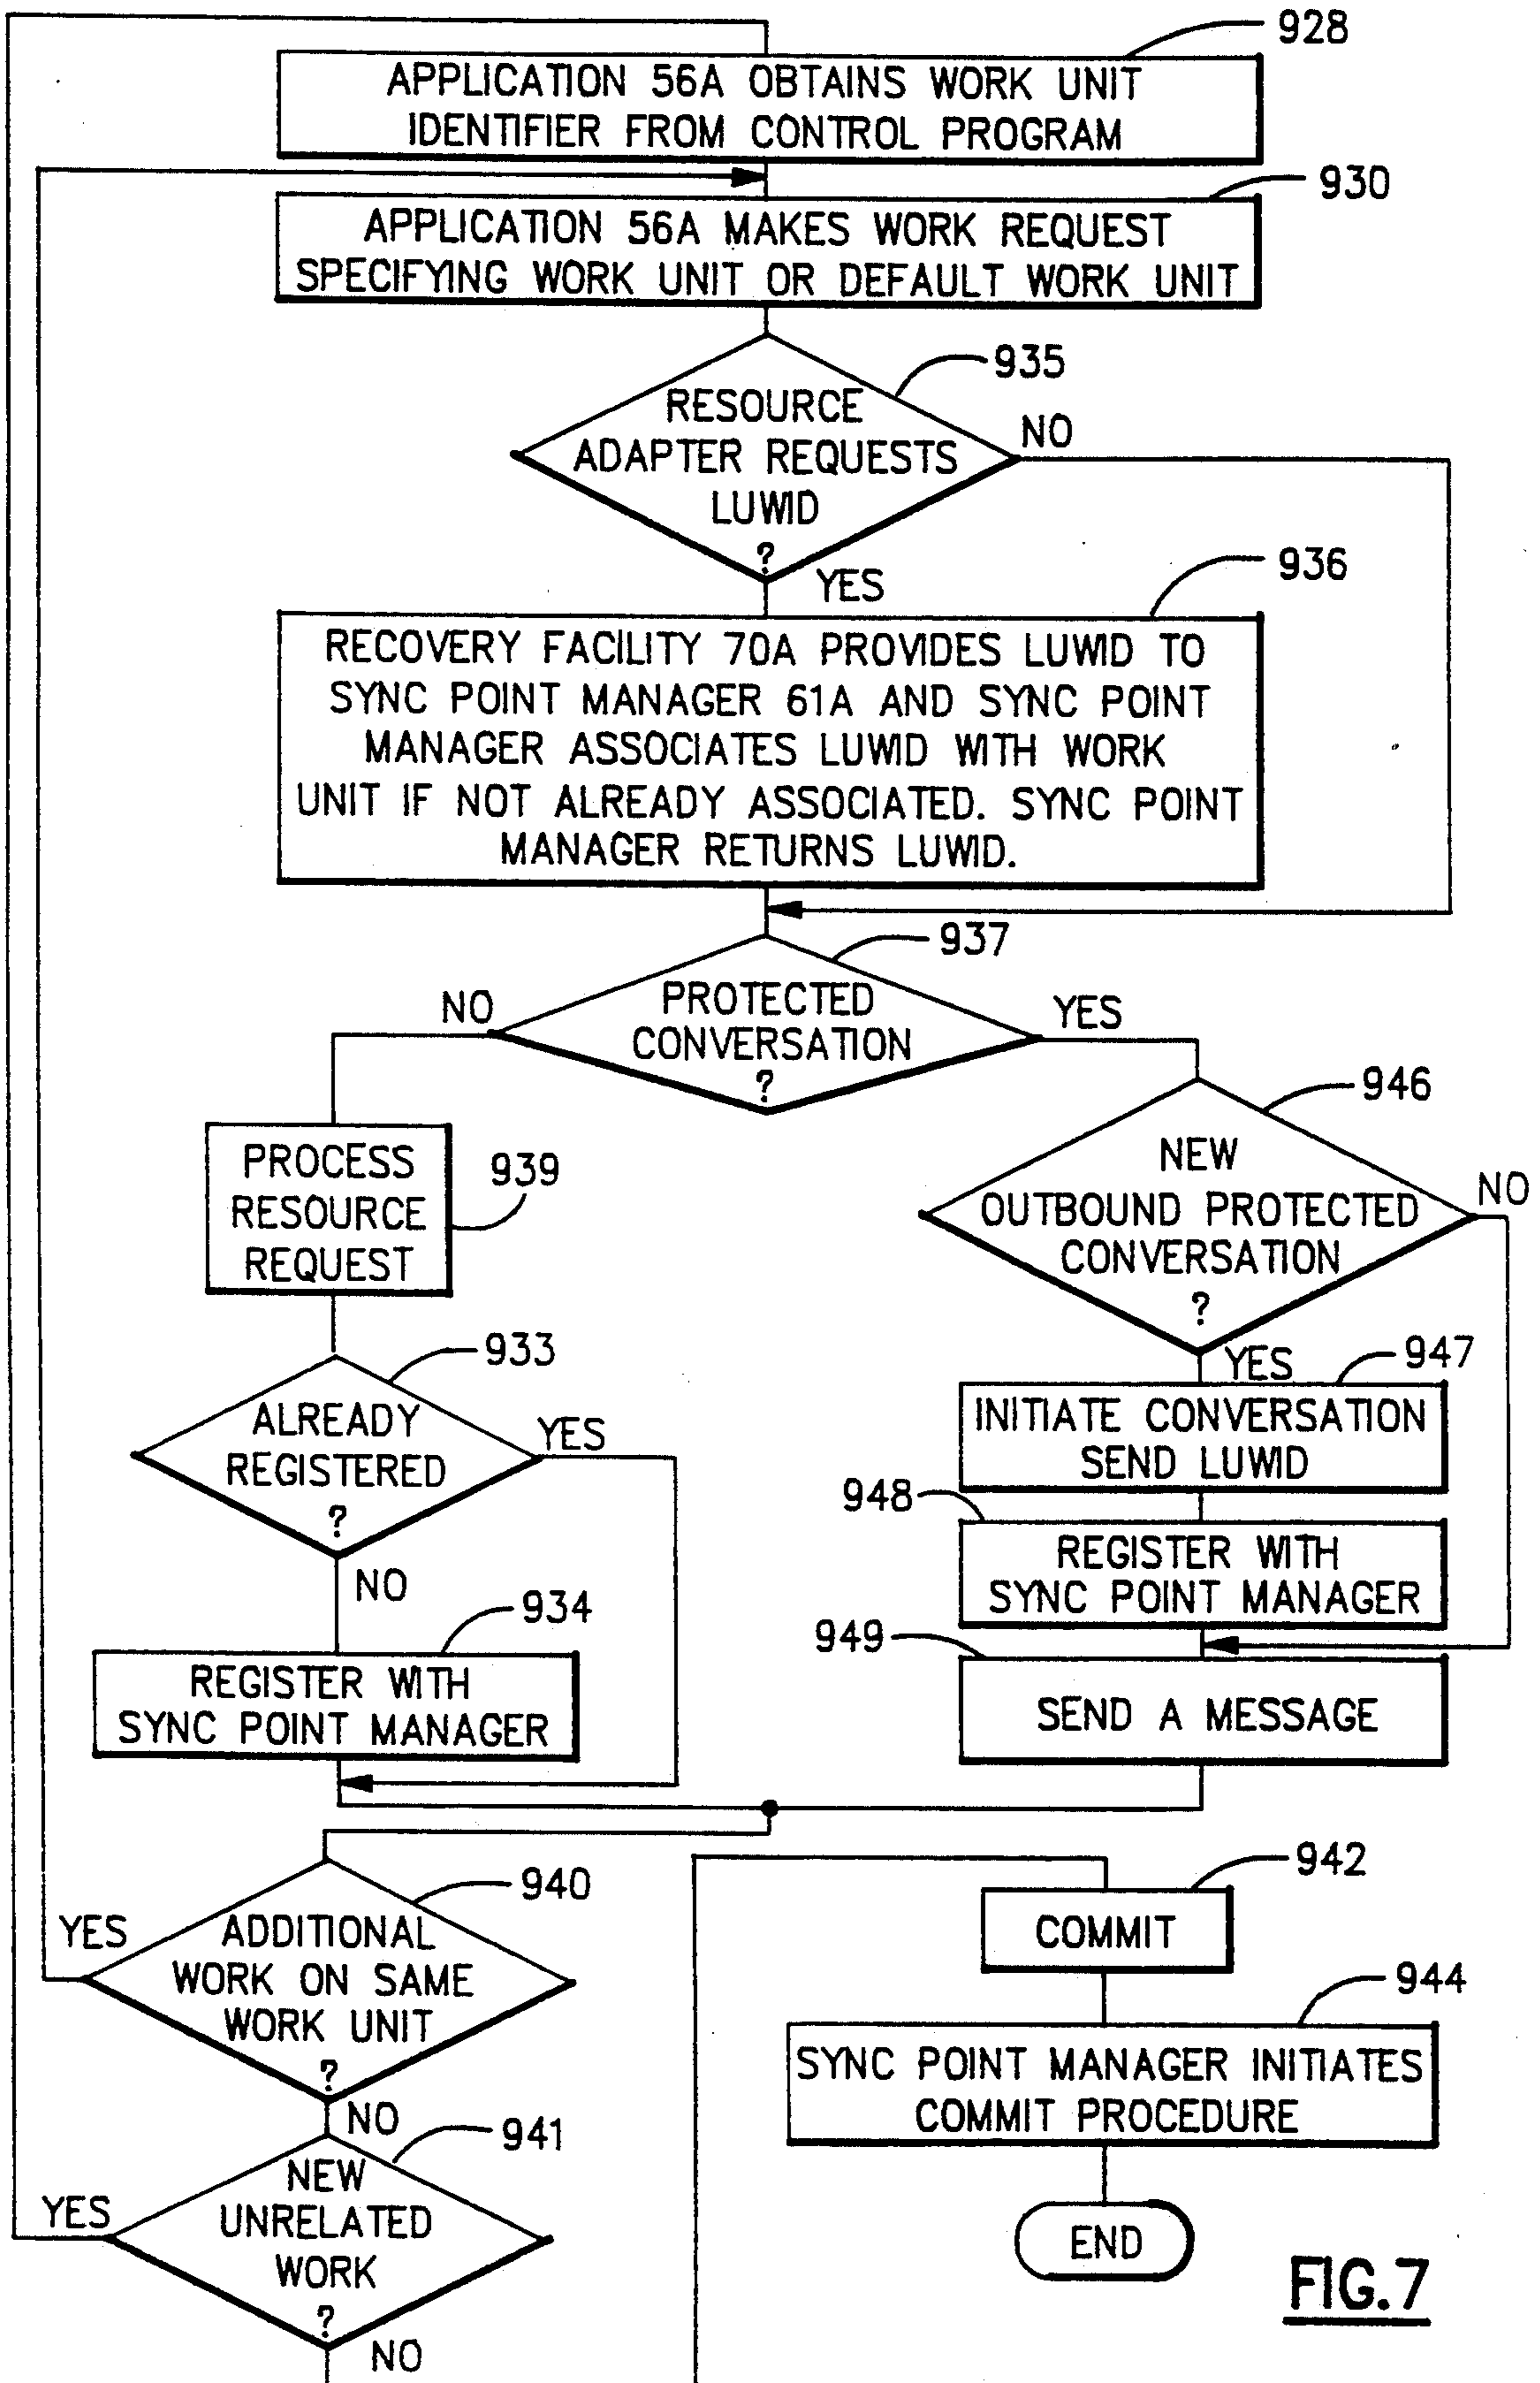 928
APPLICATION 56A OBTAINS WORK UNIT
IDENTIFIER FROM CONTROL PROGRAM
930
APPLICATION 56A MAKES WORK REQUEST
SPECIFYING WORK UNIT OR DEFAULT WORK UNIT
935
RESOURCE
ADAPTER REQUESTS
LUWID
?
NO
YES
936
RECOVERY FACILITY 70A PROVIDES LUWID TO
SYNC POINT MANAGER 61A AND SYNC POINT
MANAGER ASSOCIATES LUWID WITH WORK
UNIT IF NOT ALREADY ASSOCIATED. SYNC POINT
MANAGER RETURNS LUWID.
937
PROTECTED
CONVERSATION
?
NO
YES
PROCESS
RESOURCE
REQUEST
939
946
NEW
OUTBOUND PROTECTED
CONVERSATION
?
NO
YES
933
ALREADY
REGISTERED
?
YES
NO
947
INITIATE CONVERSATION
SEND LUWID
948
REGISTER WITH
SYNC POINT MANAGER
934
REGISTER WITH
SYNC POINT MANAGER
949
SEND A MESSAGE
940
ADDITIONAL
WORK ON SAME
WORK UNIT
?
YES
NO
941
NEW
UNRELATED
WORK
?
YES
NO
942
COMMIT
944
SYNC POINT MANAGER INITIATES
COMMIT PROCEDURE
END
FIG.7